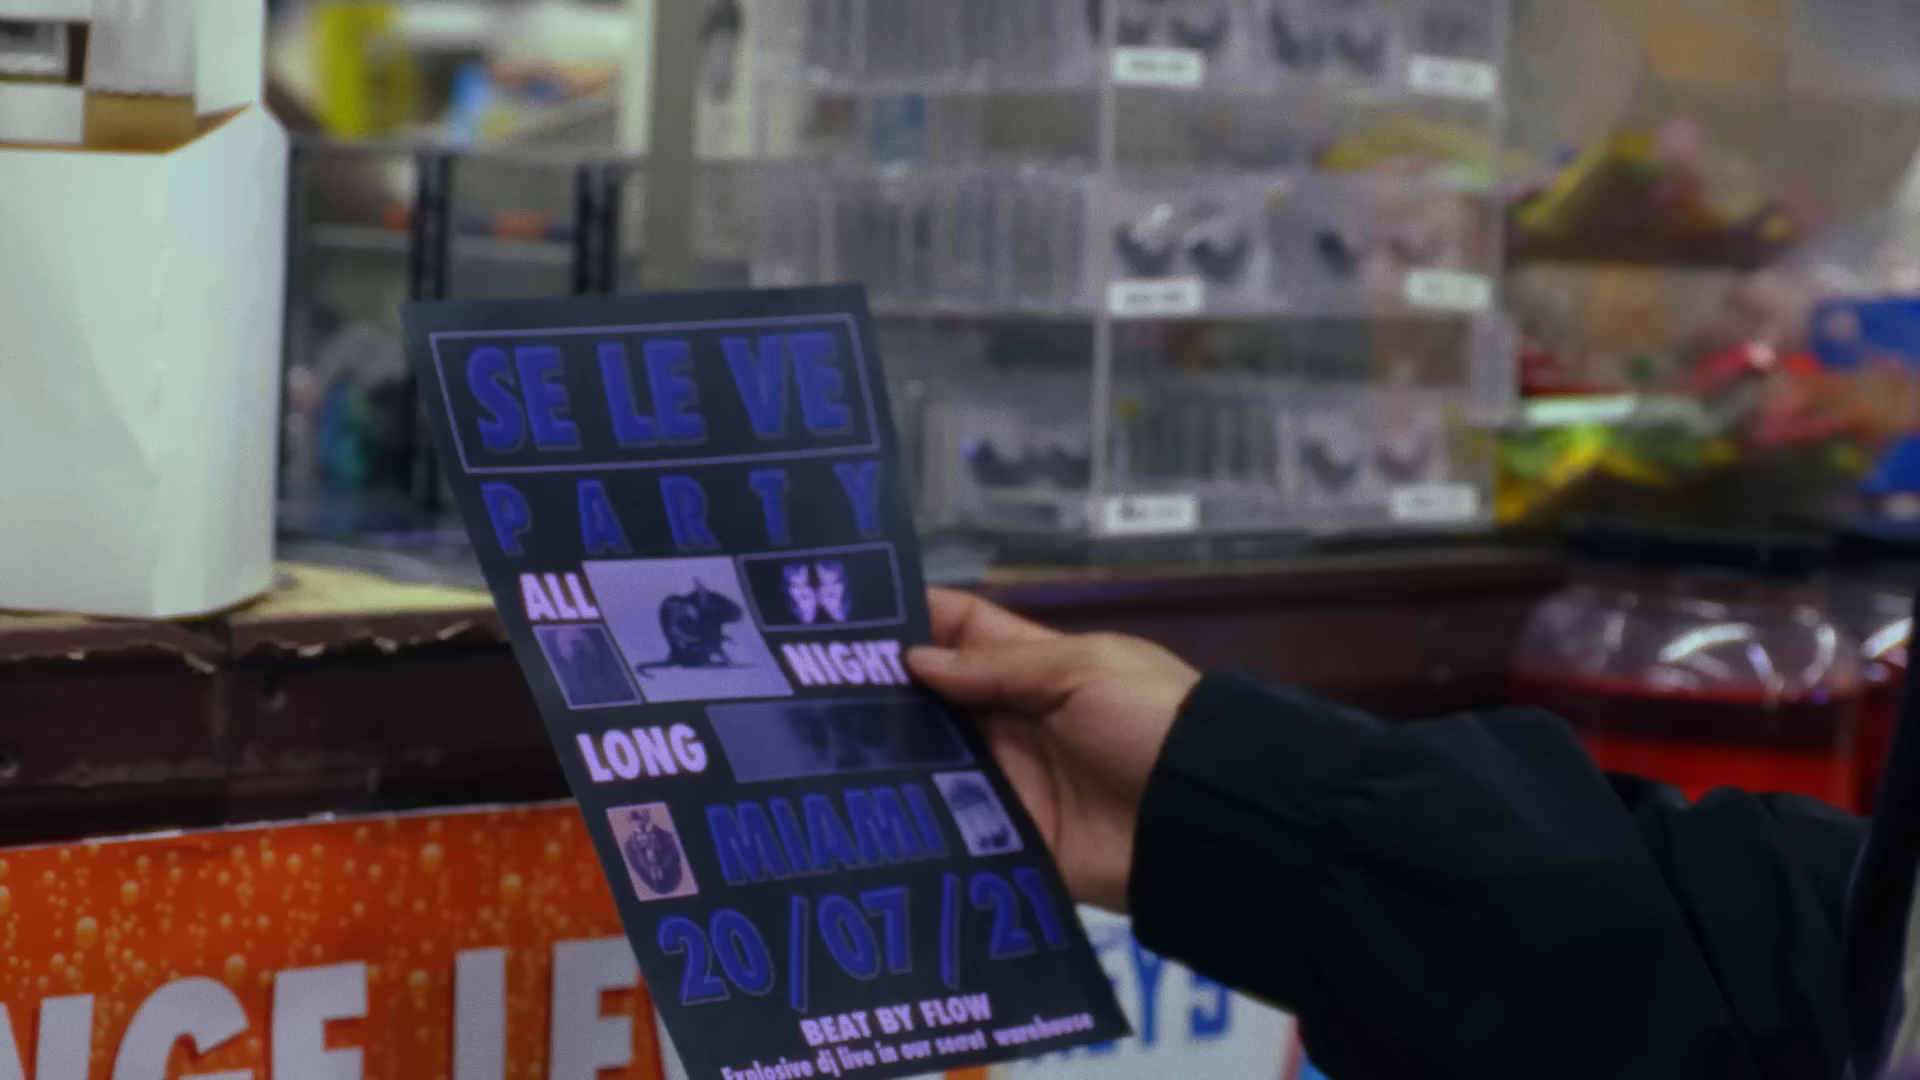 SE LE VE
PARTY
ALL
NIGHT
LONG
MIAMI
20/07/21
BEAT BY FLOW
Explosive dj live in our secret warehouse